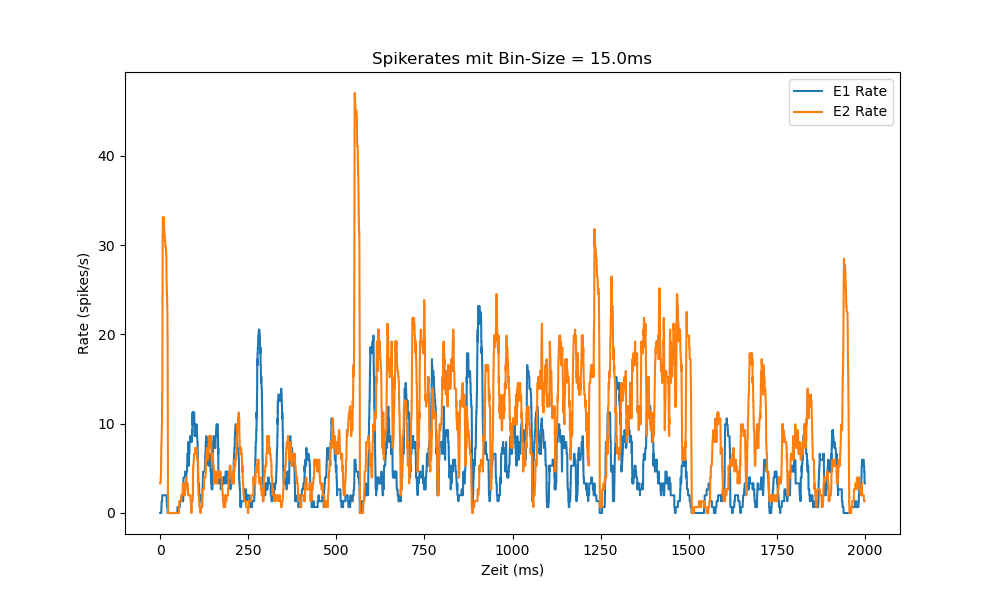 Spikerates mit Bin-Size = 15.0ms
E1 Rate
E2 Rate
Rate (spikes/s)
40
30
20
10
0
0 250 500 750 1000 1250 1500 1750 2000
Zeit (ms)